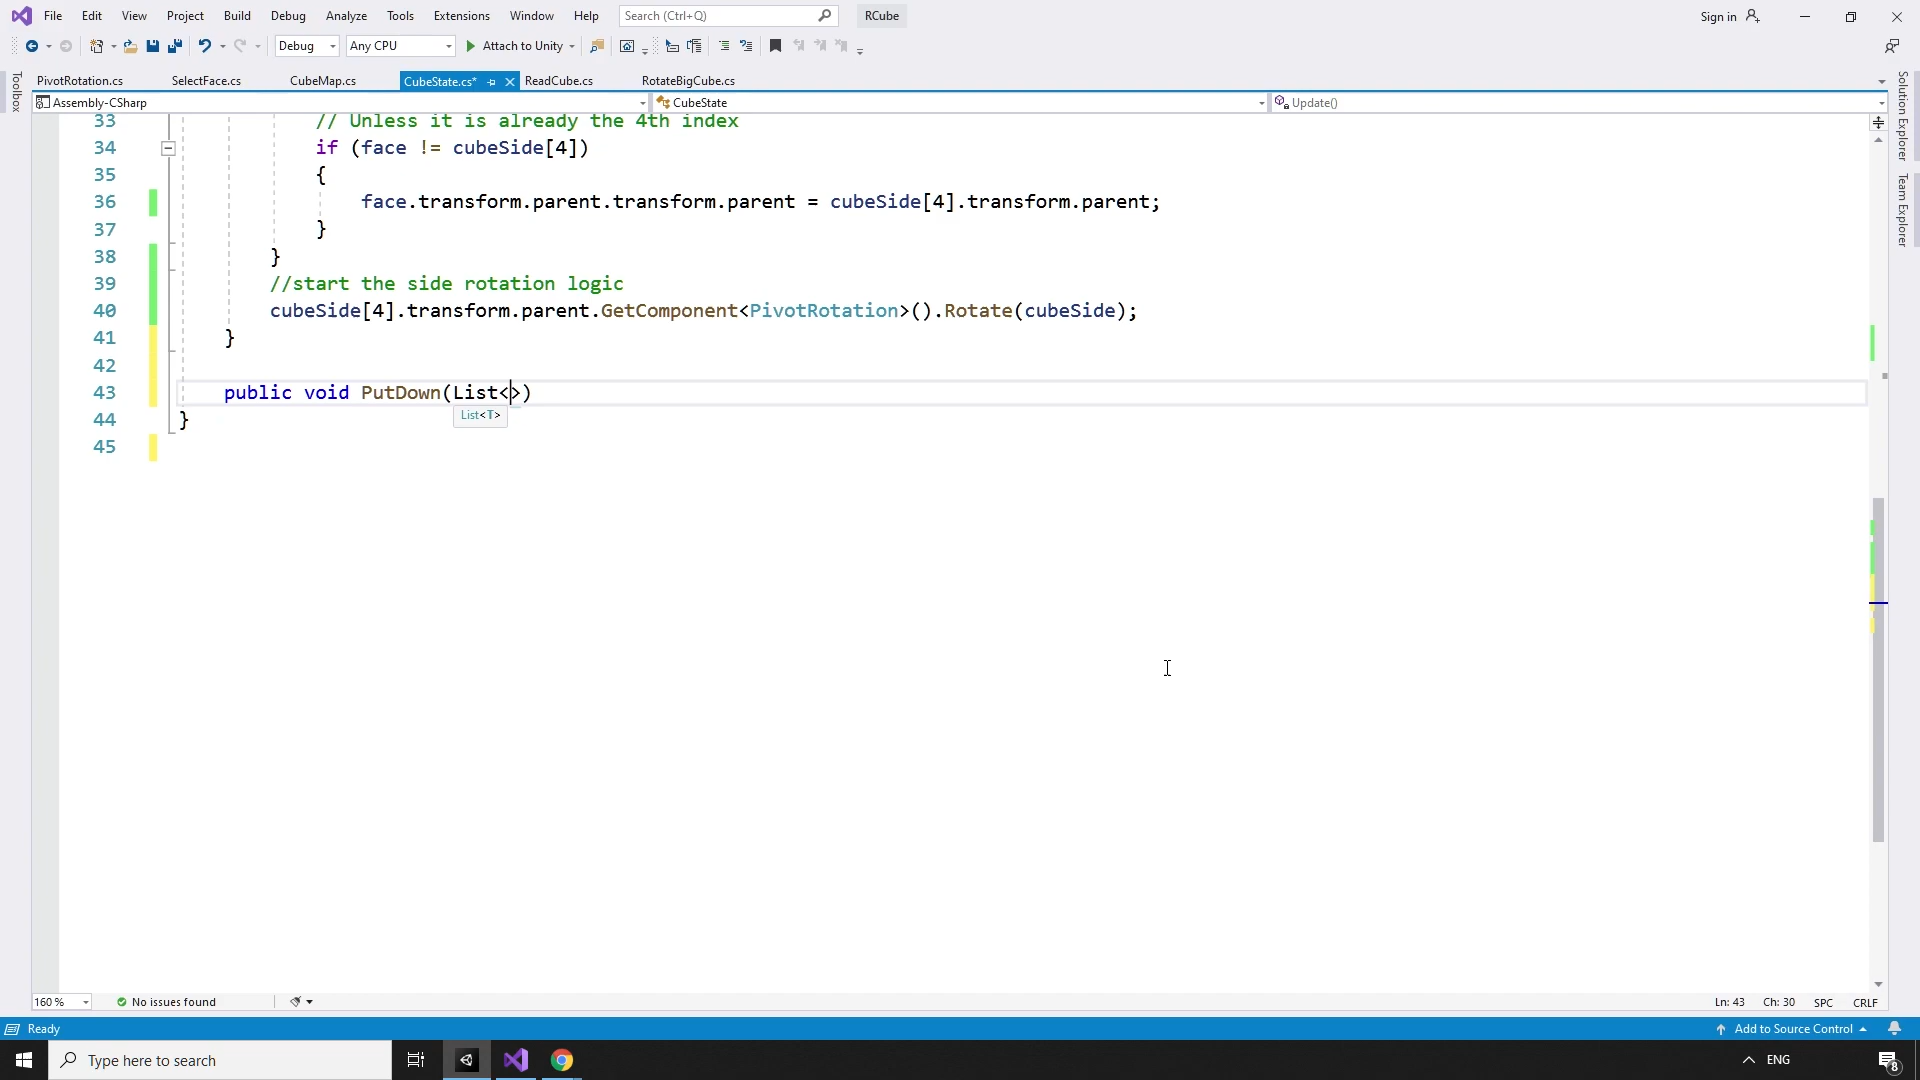 File Edit View Project Build Debug Analyze Tools Extensions Window Help Search (Ctrl+Q) RCube Sign in
Debug Any CPU Attach to Unity
PivotRotation.cs SelectFace.cs CubeMap.cs CubeState.cs* ReadCube.cs RotateBigCube.cs
Assembly-CSharp CubeState Update()
Toolbox
Solution Explorer
Team Explorer
33 // Unless it is already the 4th index
34 if (face != cubeSide[4])
35 {
36 face.transform.parent.transform.parent = cubeSide[4].transform.parent;
37 }
38 }
39 //start the side rotation logic
40 cubeSide[4].transform.parent.GetComponent<PivotRotation>().Rotate(cubeSide);
41 }
42
43 public void PutDown(List<>)
List<T>
44 }
45
160 % No issues found Ln: 43 Ch: 30 SPC CRLF
Ready Add to Source Control
Type here to search ENG 8